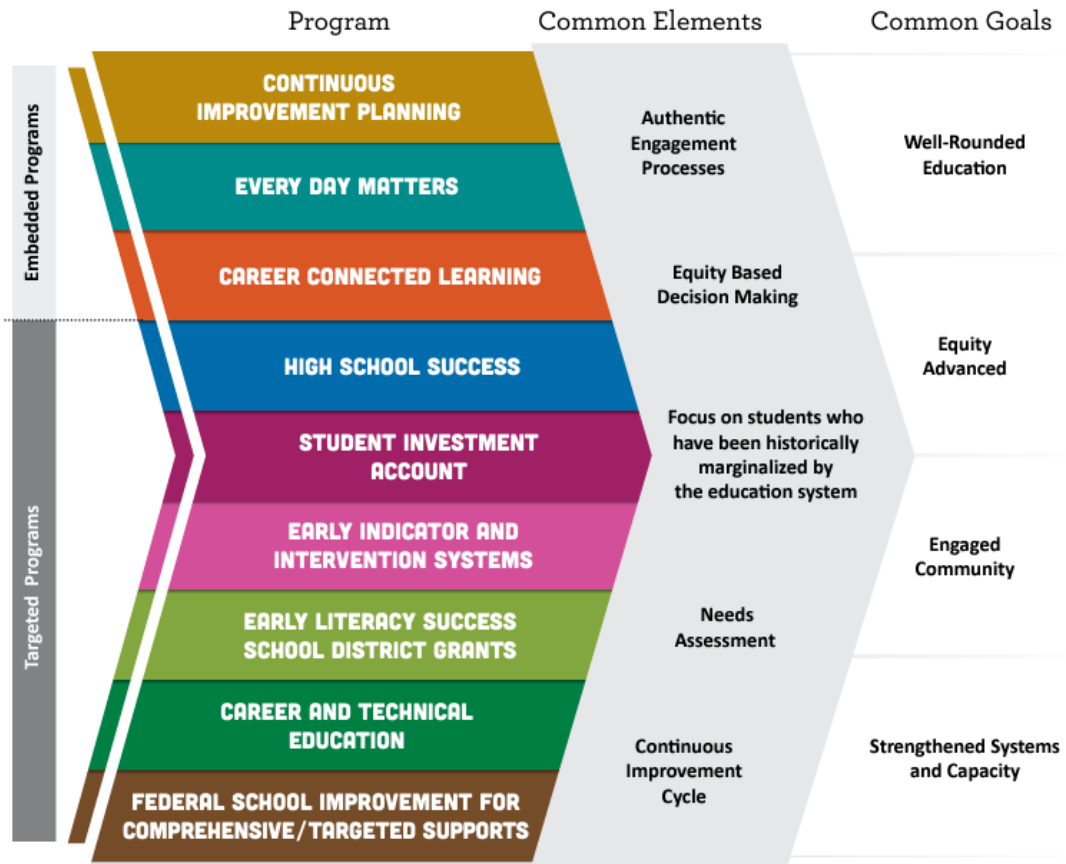 Program
Common Elements
Common Goals
Embedded Programs
Targeted Programs
CONTINUOUS
IMPROVEMENT PLANNING
EVERY DAY MATTERS
CAREER CONNECTED LEARNING
HIGH SCHOOL SUCCESS
STUDENT INVESTMENT
ACCOUNT
EARLY INDICATOR AND
INTERVENTION SYSTEMS
EARLY LITERACY SUCCESS
SCHOOL DISTRICT GRANTS
CAREER AND TECHNICAL
EDUCATION
FEDERAL SCHOOL IMPROVEMENT FOR
COMPREHENSIVE/TARGETED SUPPORTS
Authentic
Engagement
Processes
Equity Based
Decision Making
Focus on students who
have been historically
marginalized by
the education system
Needs
Assessment
Continuous
Improvement
Cycle
Well-Rounded
Education
Equity
Advanced
Engaged
Community
Strengthened Systems
and Capacity